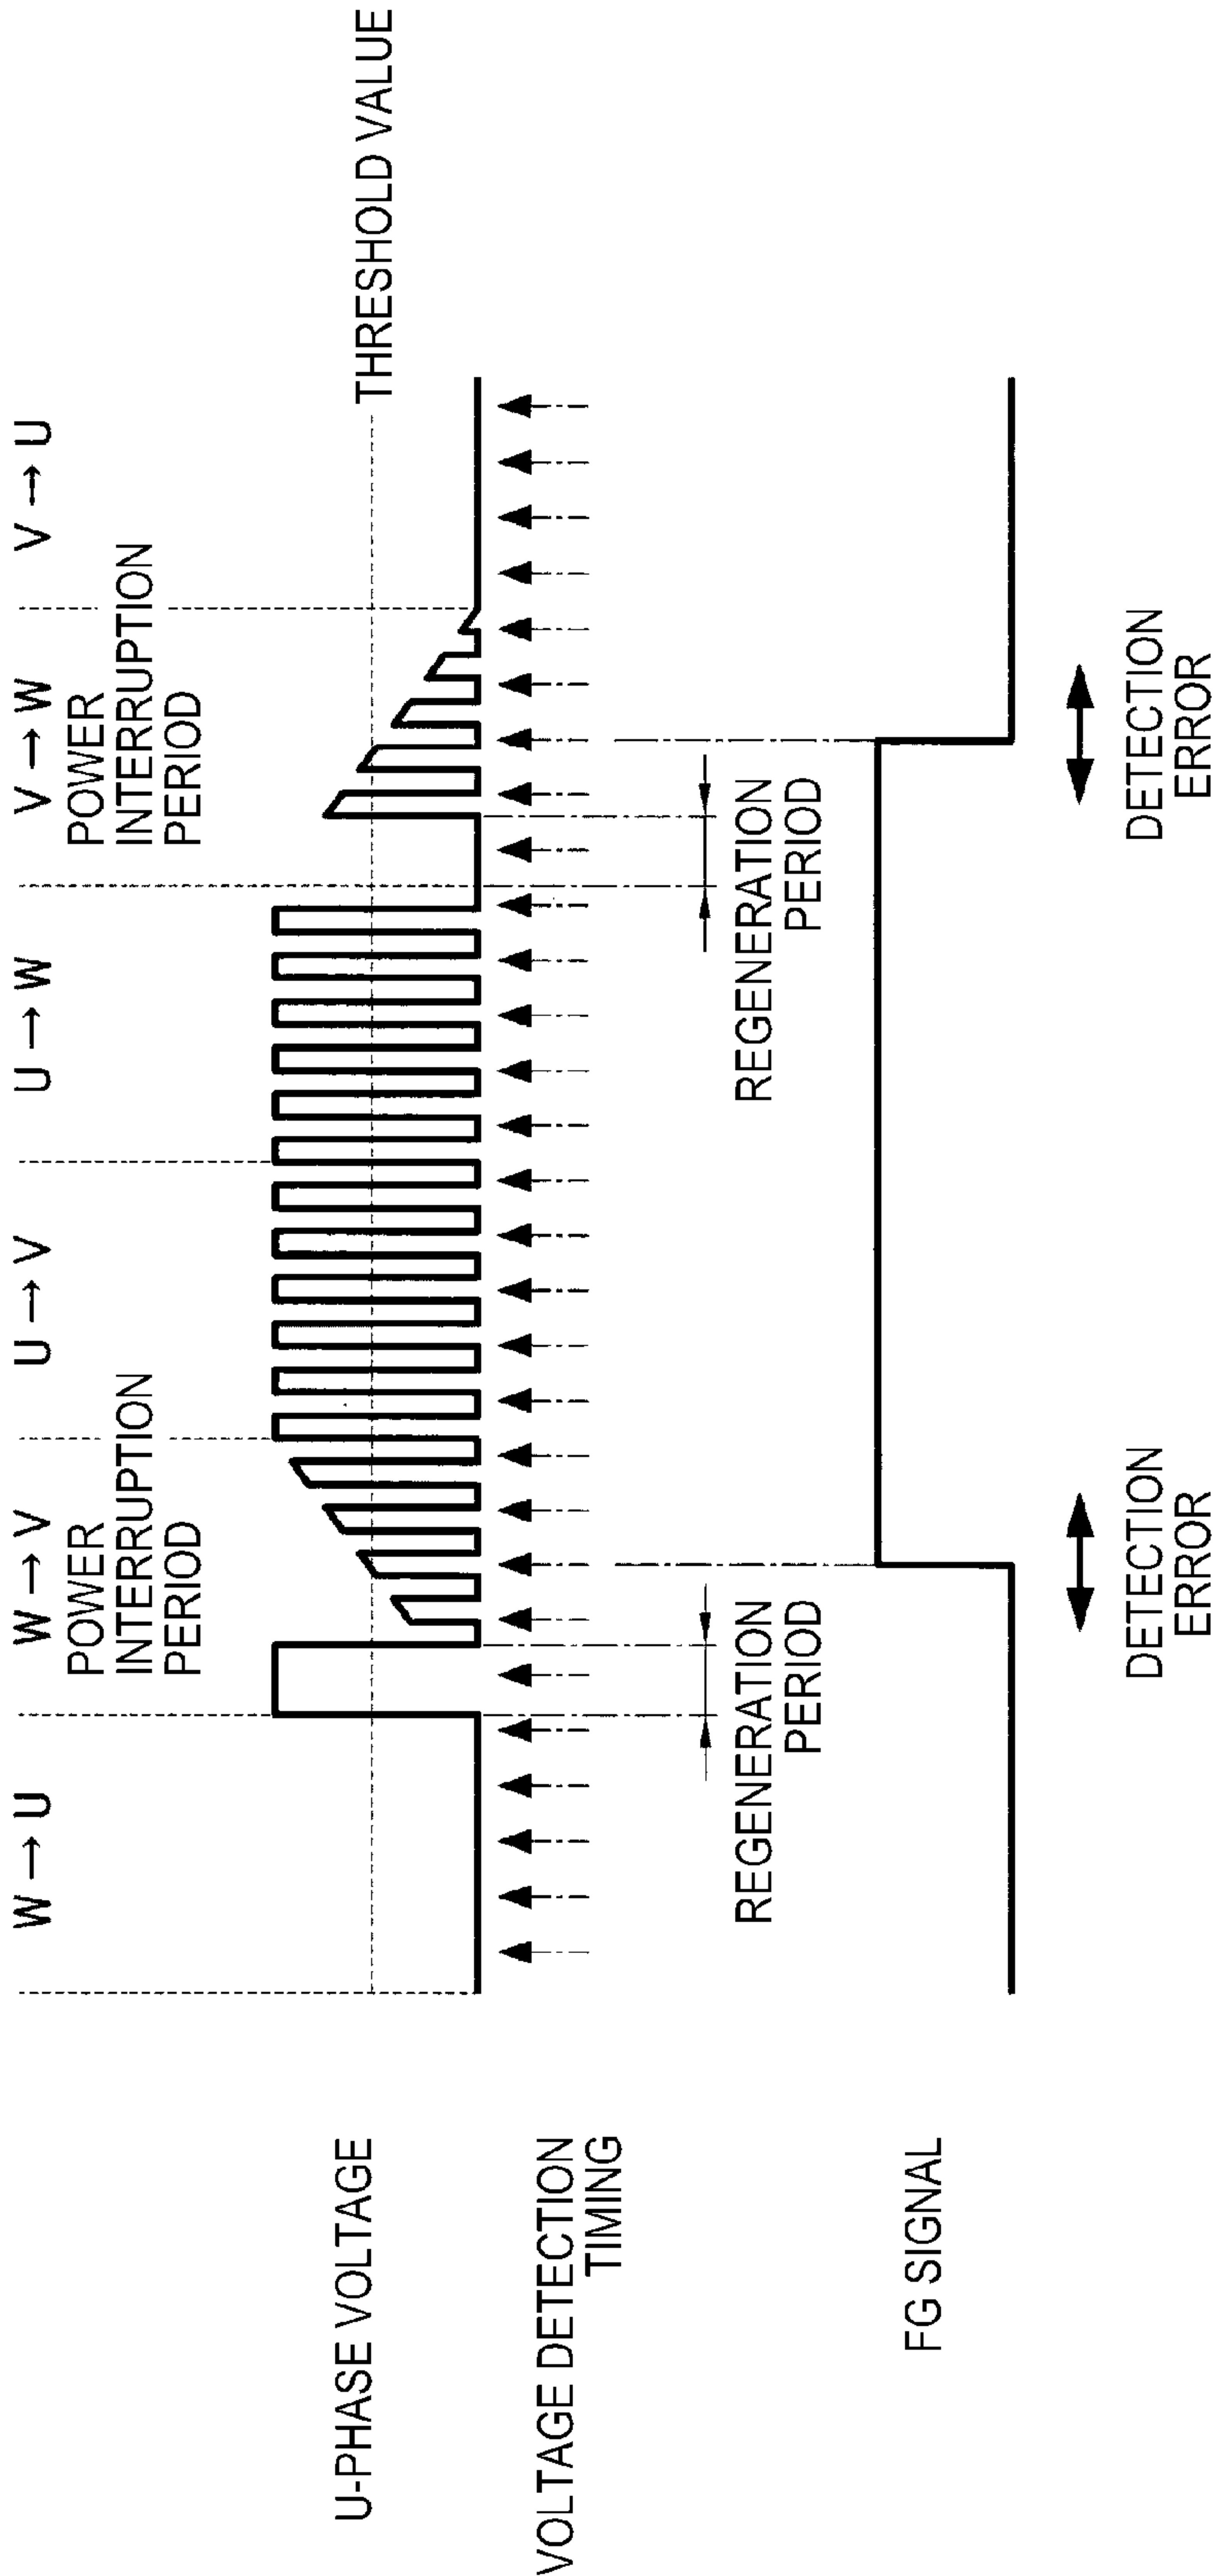 W → U
W → V
POWER
INTERRUPTION
PERIOD
U → V
U → W
V → W
POWER
INTERRUPTION
PERIOD
V → U
U-PHASE VOLTAGE
THRESHOLD VALUE
VOLTAGE DETECTION
TIMING
REGENERATION
PERIOD
REGENERATION
PERIOD
FG SIGNAL
DETECTION
ERROR
DETECTION
ERROR